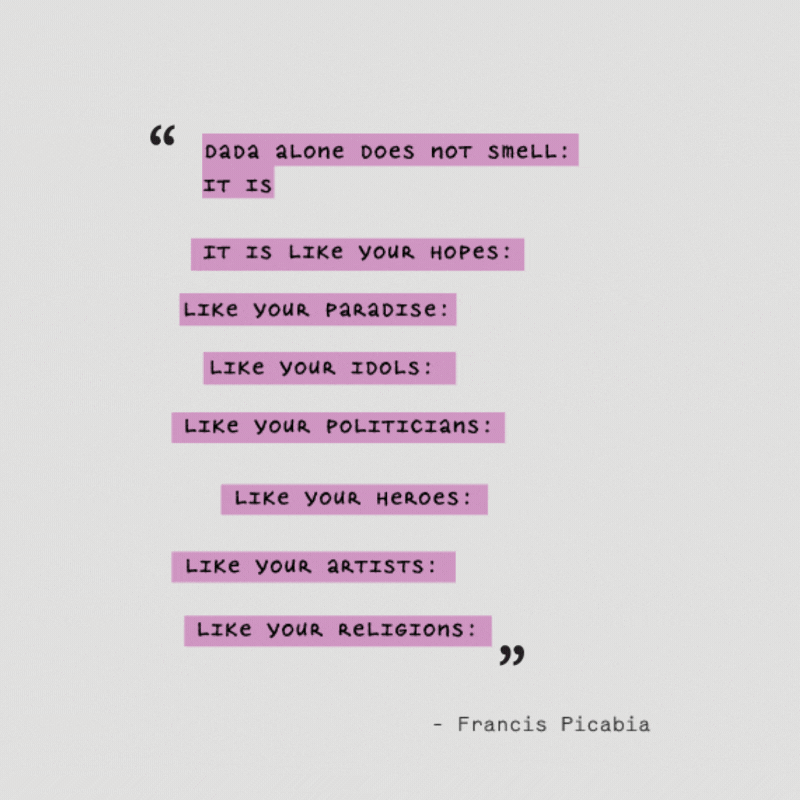 “ DaDa aLone Does noT smeLL:
IT IS
IT IS LIKe your Hopes:
LIKe your paraDIse:
LIKe your IDOLs:
LIKe your poLITICIans:
LIKe your Heroes:
LIKe your arTISTs:
LIKe your reLIGIOns: ”
- Francis Picabia